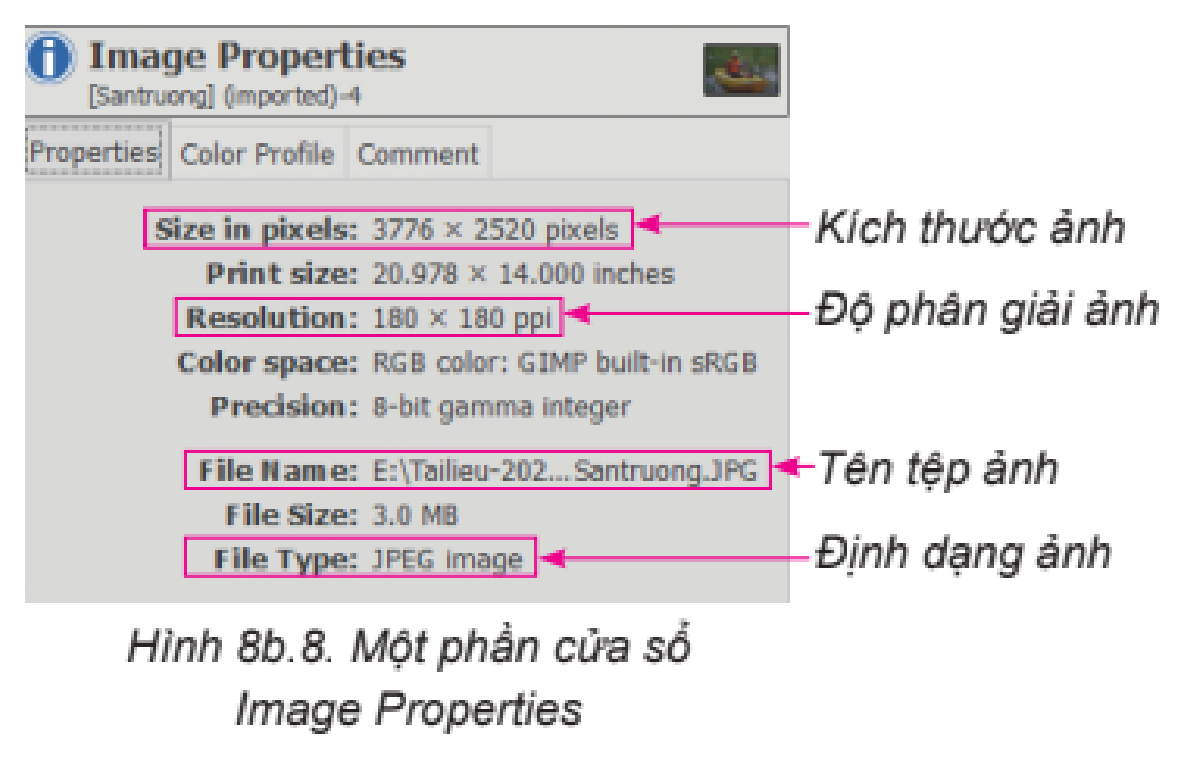 Image Properties
[Santruong] (imported)-4
Properties Color Profile Comment
Size in pixels: 3776 × 2520 pixels Kích thước ảnh
Print size: 20.978 × 14.000 inches
Resolution: 180 × 180 ppi Độ phân giải ảnh
Color space: RGB color: GIMP built-in sRGB
Precision: 8-bit gamma integer
File Name: E:\Tailieu-202...Santruong.JPG Tên tệp ảnh
File Size: 3.0 MB
File Type: JPEG image Định dạng ảnh
Hình 8b.8. Một phần cửa sổ
Image Properties